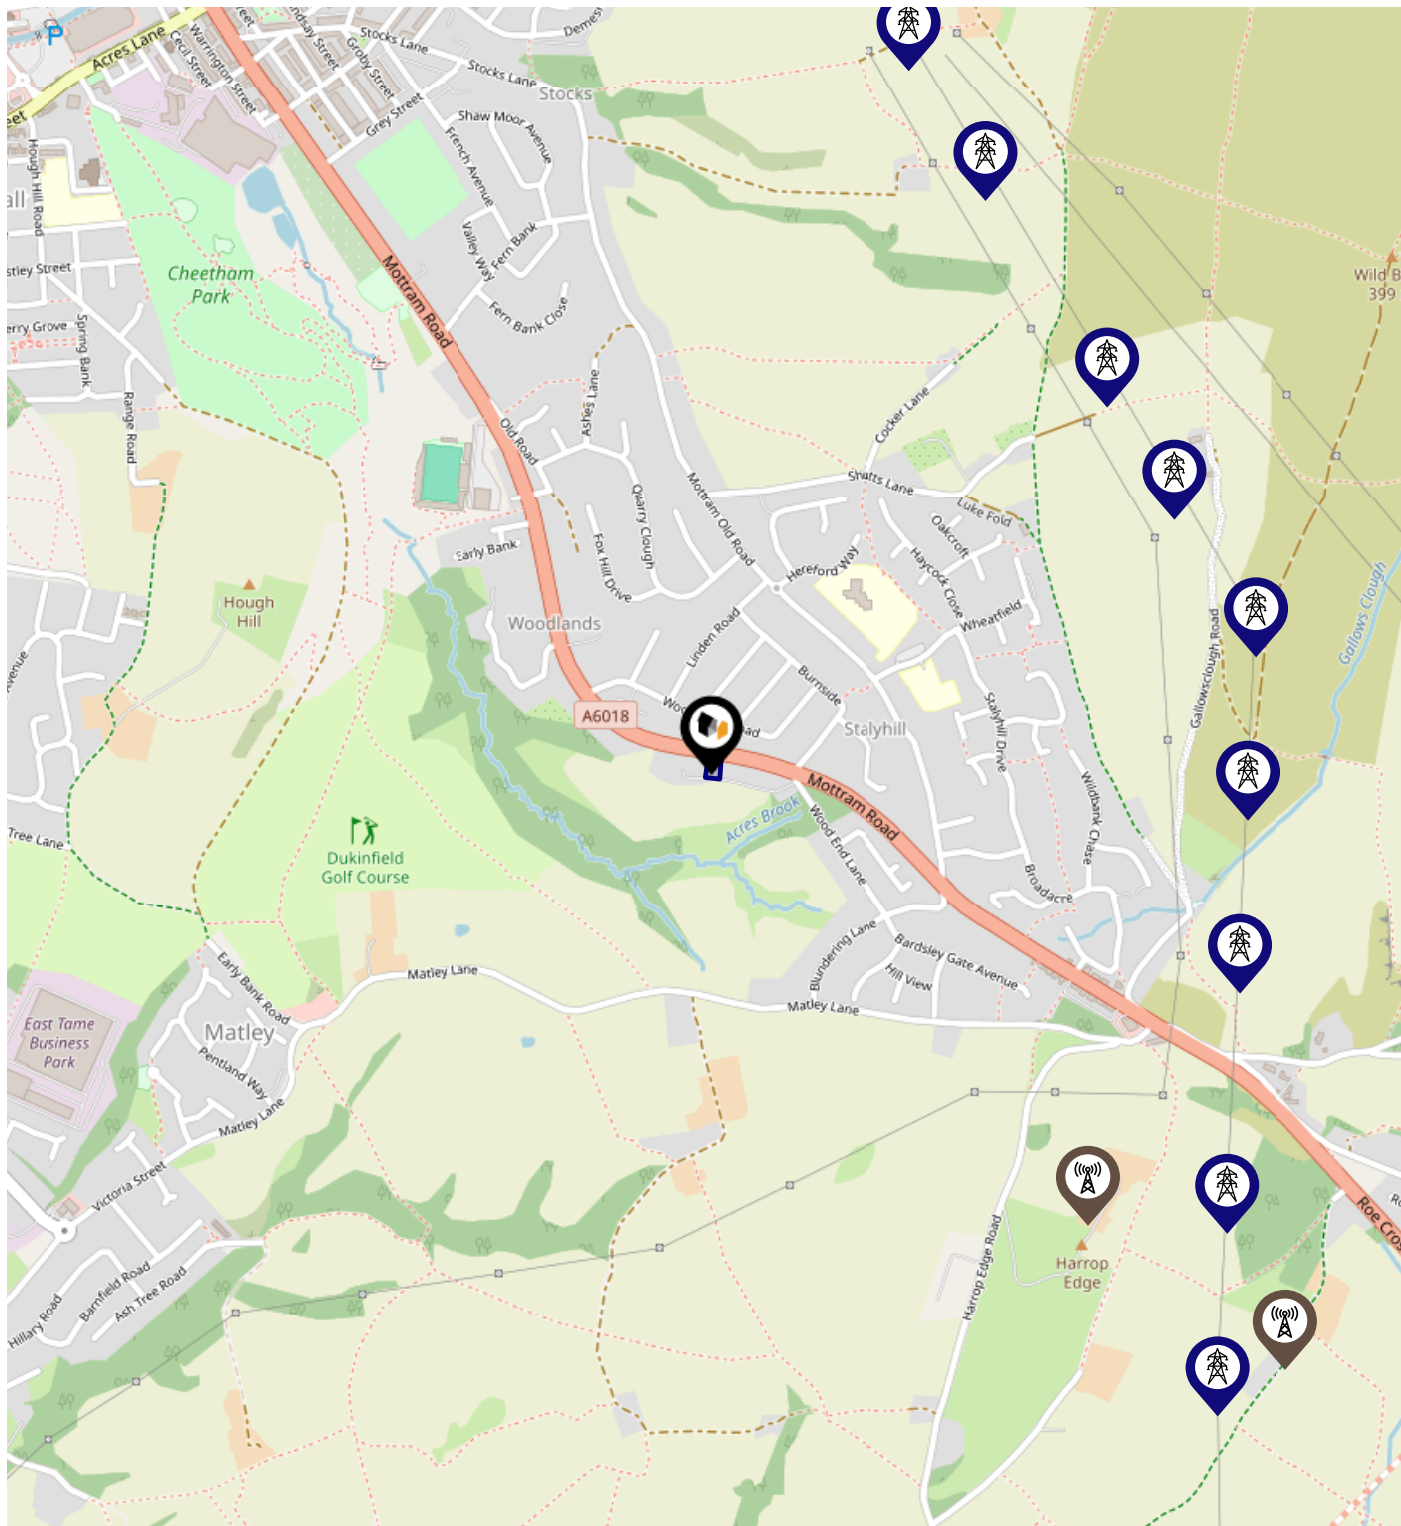 P
Acres Lane
Cecil Street
Warrington Street
Groby Street
Stocks Lane
Stocks Lane
Stocks
Grey Street
Shaw Moor Avenue
French Avenue
Hough Hill Road
Valley Way
Fern Bank
Fern Bank Close
Cheetham
Park
Mottram Road
Spring Bank
Range Road
Old Road
Ashes Lane
Cocker Lane
Shutts Lane
Luke Fold
Mottram Old Road
Quarry Clough
Fox Hill Drive
Early Bank
Oakcroft
Haycock Close
Hereford Way
Wheatfield
Hough
Hill
Woodlands
Linden Road
Burnside
A6018
Stalyhill
Stalyhill Drive
Gallowsclough Road
Gallows Clough
399
Mottram Road
Acres Brook
Wood End Lane
Wildbank Chase
Broadacre
Dukinfield
Golf Course
Tree Lane
Blundering Lane
Bardsley Gate Avenue
Hill View
Matley Lane
Matley Lane
Early Bank Road
East Tame
Business
Park
Matley
Pentland Way
Matley Lane
Victoria Street
Barnfield Road
Ash Tree Road
Hillary Road
Harrop Edge Road
Harrop
Edge